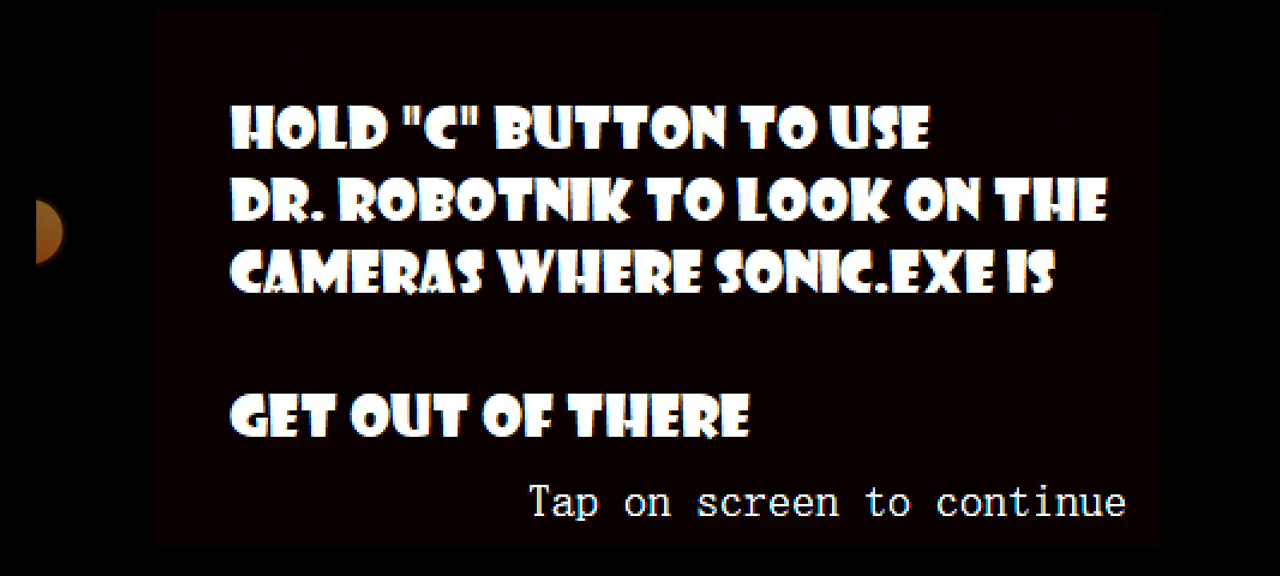 HOLD "C" BUTTON TO USE
DR. ROBOTNIK TO LOOK ON THE
CAMERAS WHERE SONIC.EXE IS
GET OUT OF THERE
Tap on screen to continue